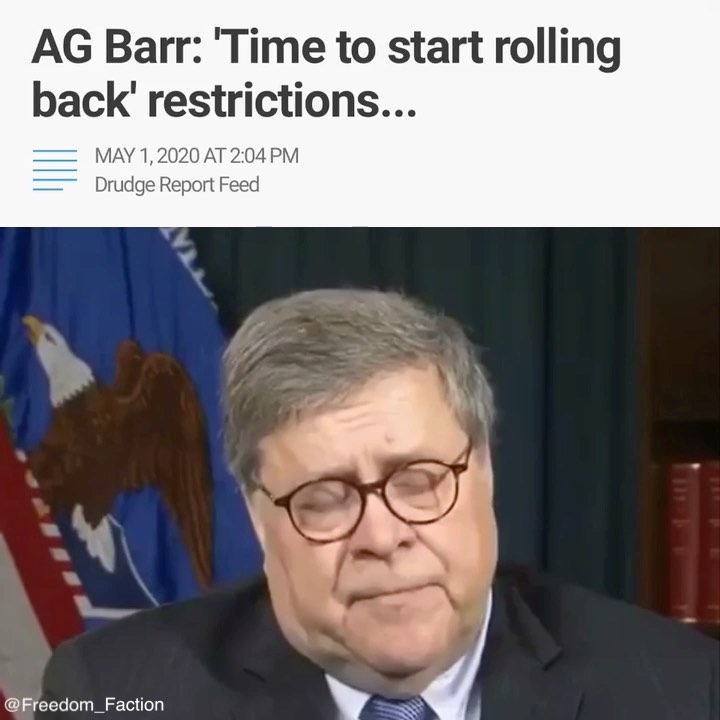 AG Barr: 'Time to start rolling
back' restrictions...
MAY 1, 2020 AT 2:04 PM
Drudge Report Feed
@Freedom_Faction